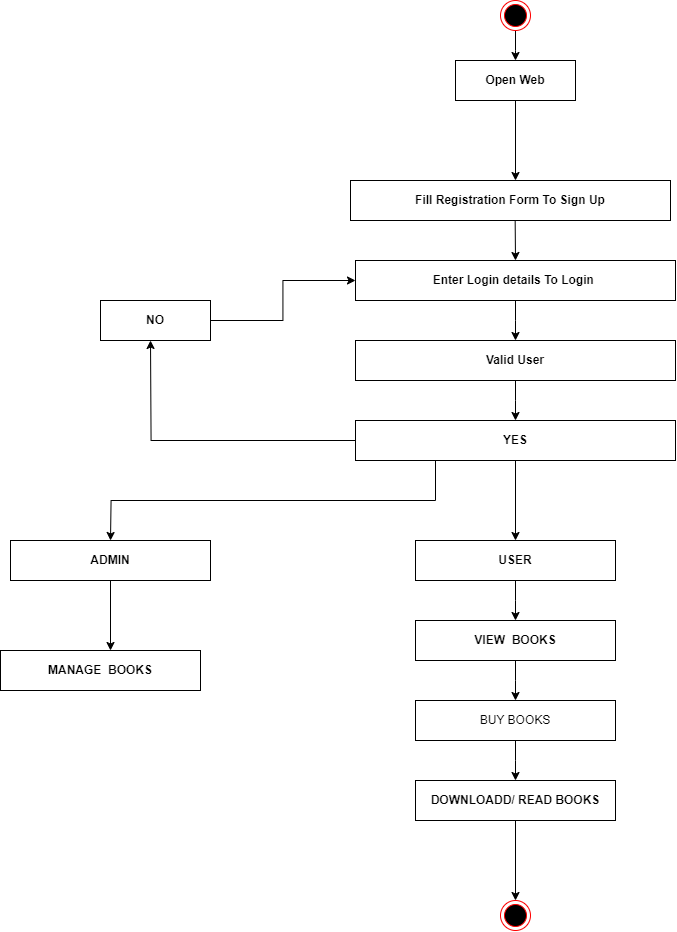 Open Web
Fill Registration Form To Sign Up
Enter Login details To Login
NO
Valid User
YES
ADMIN
USER
VIEW BOOKS
MANAGE BOOKS
BUY BOOKS
DOWNLOADD/ READ BOOKS